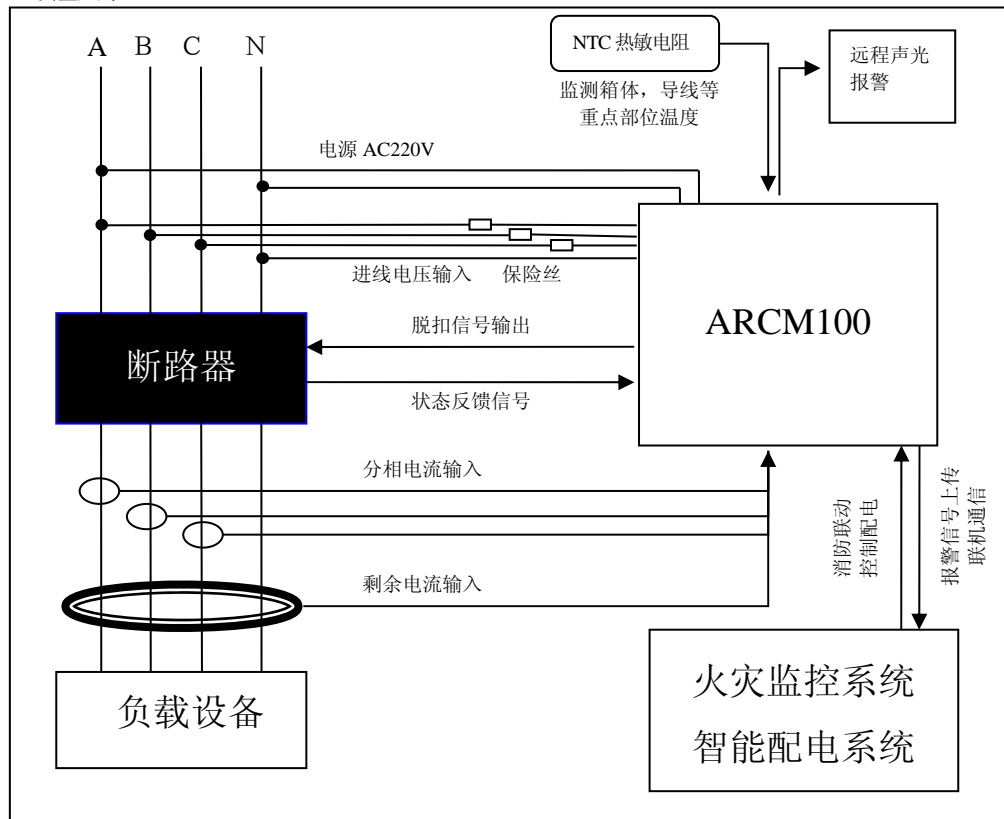 A B C N
NTC 热敏电阻
监测箱体，导线等
重点部位温度
远程声光
报警
电源 AC220V
进线电压输入 保险丝
ARCM100
脱扣信号输出
断路器
状态反馈信号
分相电流输入
消防联动
控制配电
报警信号上传
联机通信
剩余电流输入
负载设备
火灾监控系统
智能配电系统